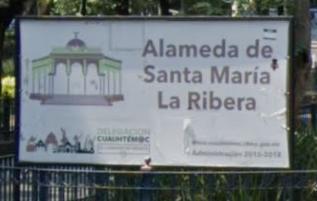 Alameda de
Santa María
La Ribera
DELEGACIÓN
CUAUHTÉMOC
Administración 2015-2018